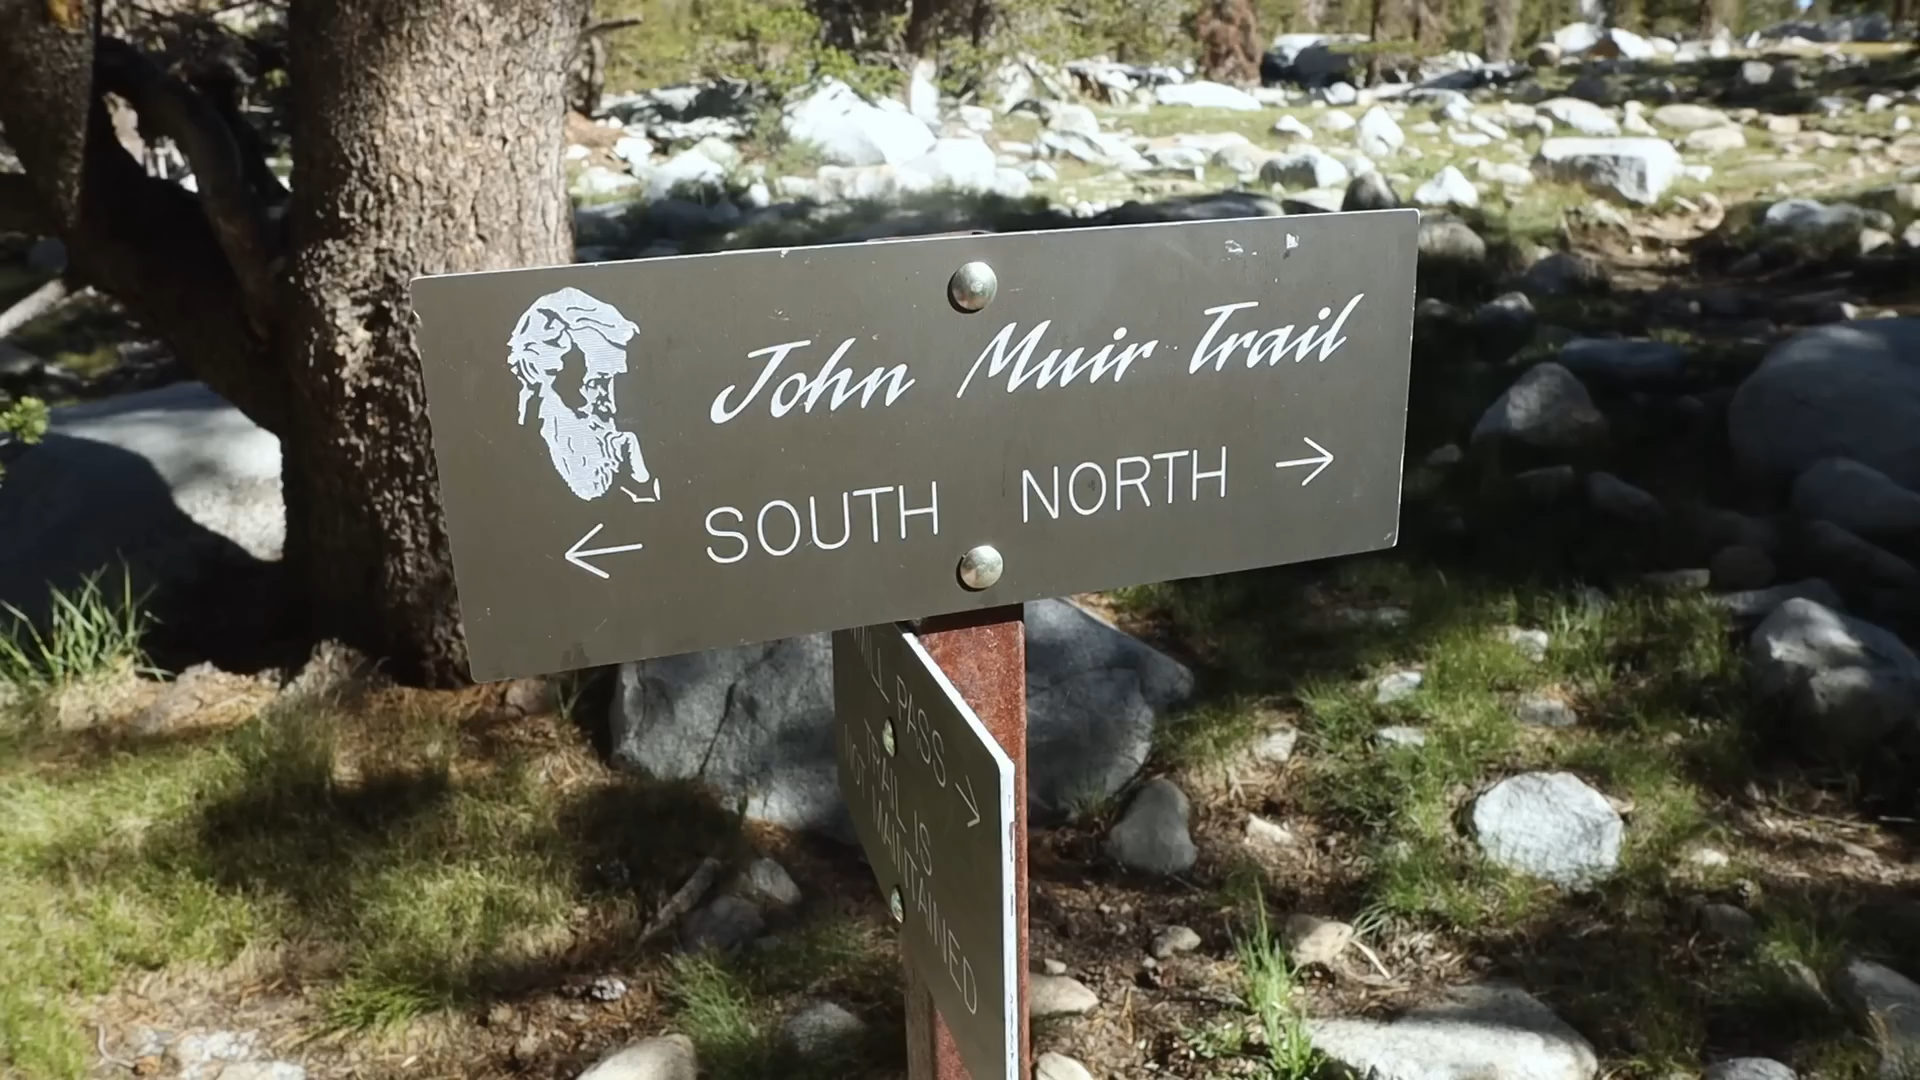 John Muir Trail
← SOUTH NORTH →
PASS →
TRAIL IS
NOT MAINTAINED